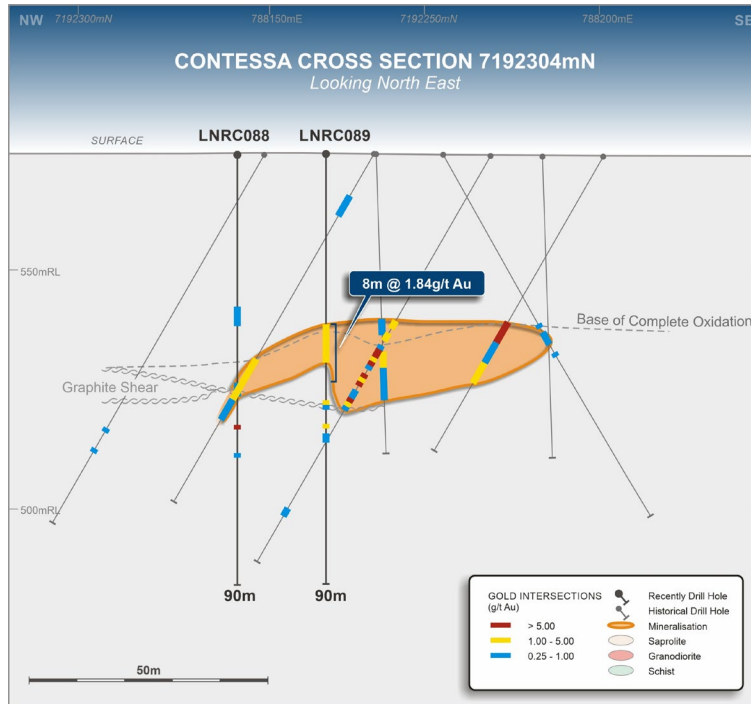 NW 7192300mN 788150mE 7192250mN 788200mE SE
CONTESSA CROSS SECTION 7192304mN
Looking North East
SURFACE
LNRC088 LNRC089
550mRL
8m @ 1.84g/t Au
Base of Complete Oxidation
Graphite Shear
500mRL
90m 90m
50m
GOLD INTERSECTIONS
(g/t Au)
> 5.00
1.00 - 5.00
0.25 - 1.00
Recently Drill Hole
Historical Drill Hole
Mineralisation
Saprolite
Granodiorite
Schist